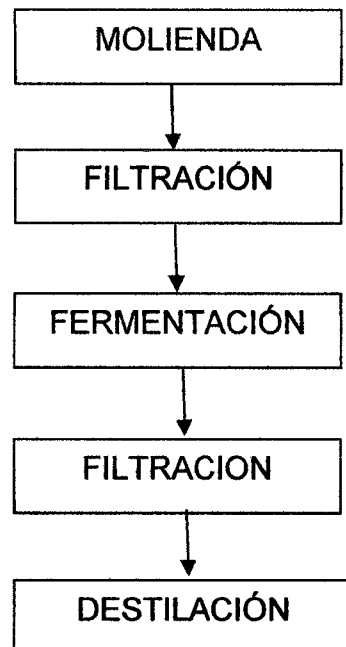 MOLIENDA
FILTRACIÓN
FERMENTACIÓN
FILTRACION
DESTILACIÓN